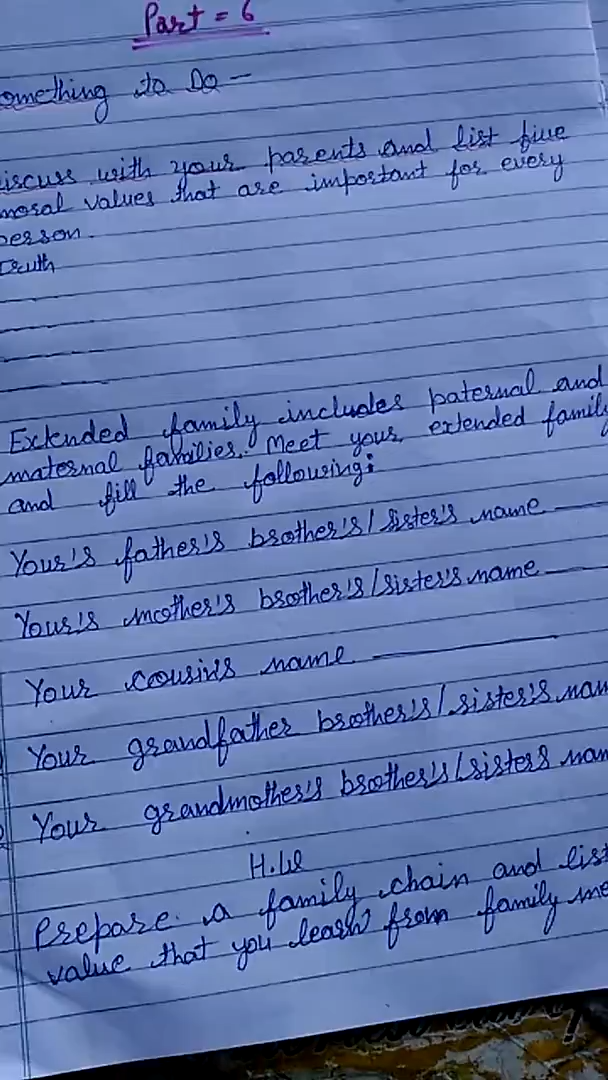 Part = 6
omething to Do -
iscuss with your parents and list five
moral values that are important for every
person.
Truth
Extended family includes paternal and
maternal families. Meet your extended family
and fill the following:
Your's father's brother's/sister's name
Your's mother's brother's/sister's name
Your cousin's name
Your grandfather brother's/sister's nam
Your grandmother's brother's/sisters nam
H.W
Prepare a family chain and list
value that you learn from family me